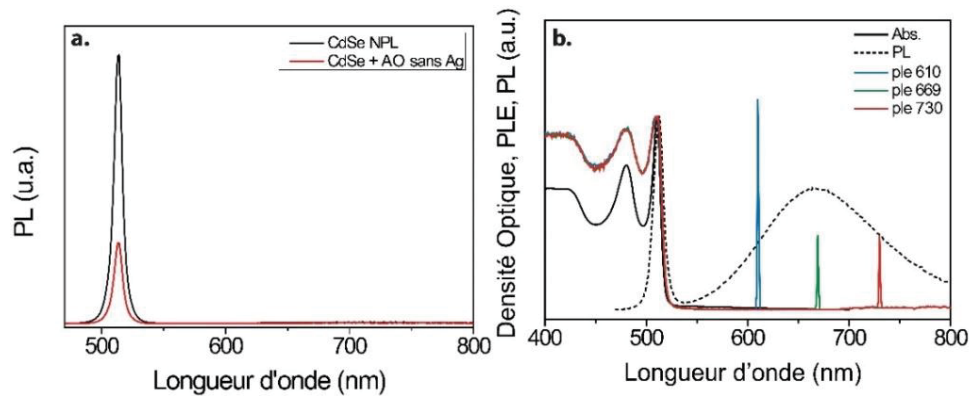 a.
CdSe NPL
CdSe + AO sans Ag
PL (u.a.)
500
600
700
800
Longueur d'onde (nm)
b.
Abs.
PL
ple 610
ple 669
ple 730
Densité Optique, PLE, PL (a.u.)
400
500
600
700
800
Longueur d’onde (nm)